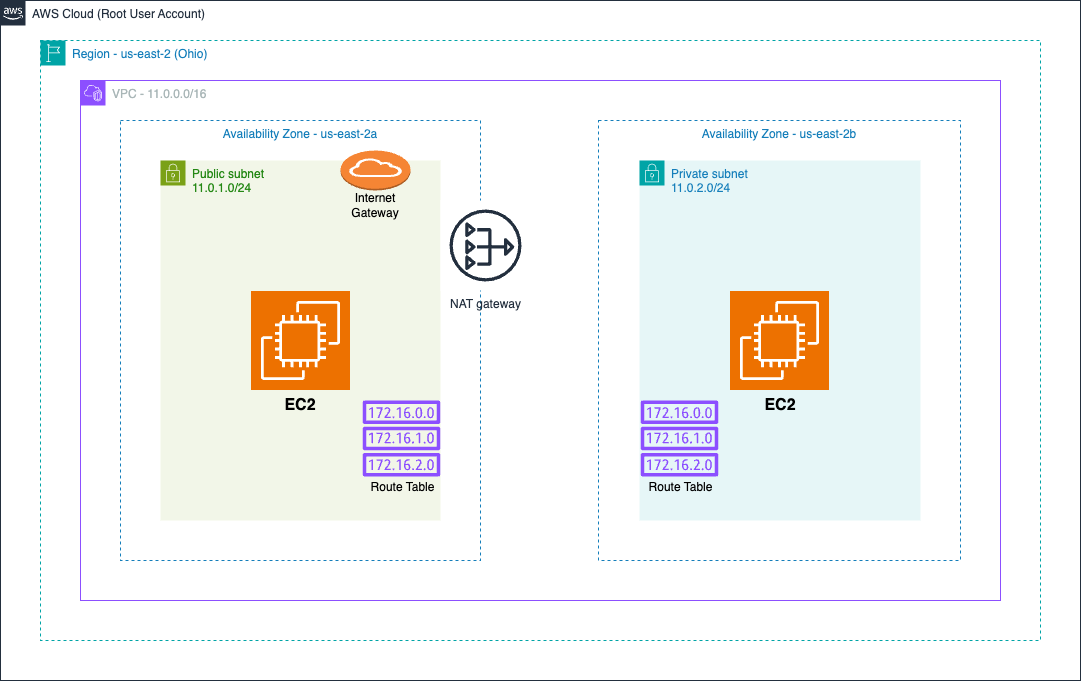 aws
AWS Cloud (Root User Account)
Region - us-east-2 (Ohio)
VPC - 11.0.0.0/16
Availability Zone - us-east-2a
Public subnet
11.0.1.0/24
Internet
Gateway
NAT gateway
EC2
172.16.0.0
172.16.1.0
172.16.2.0
Route Table
Availability Zone - us-east-2b
Private subnet
11.0.2.0/24
EC2
172.16.0.0
172.16.1.0
172.16.2.0
Route Table